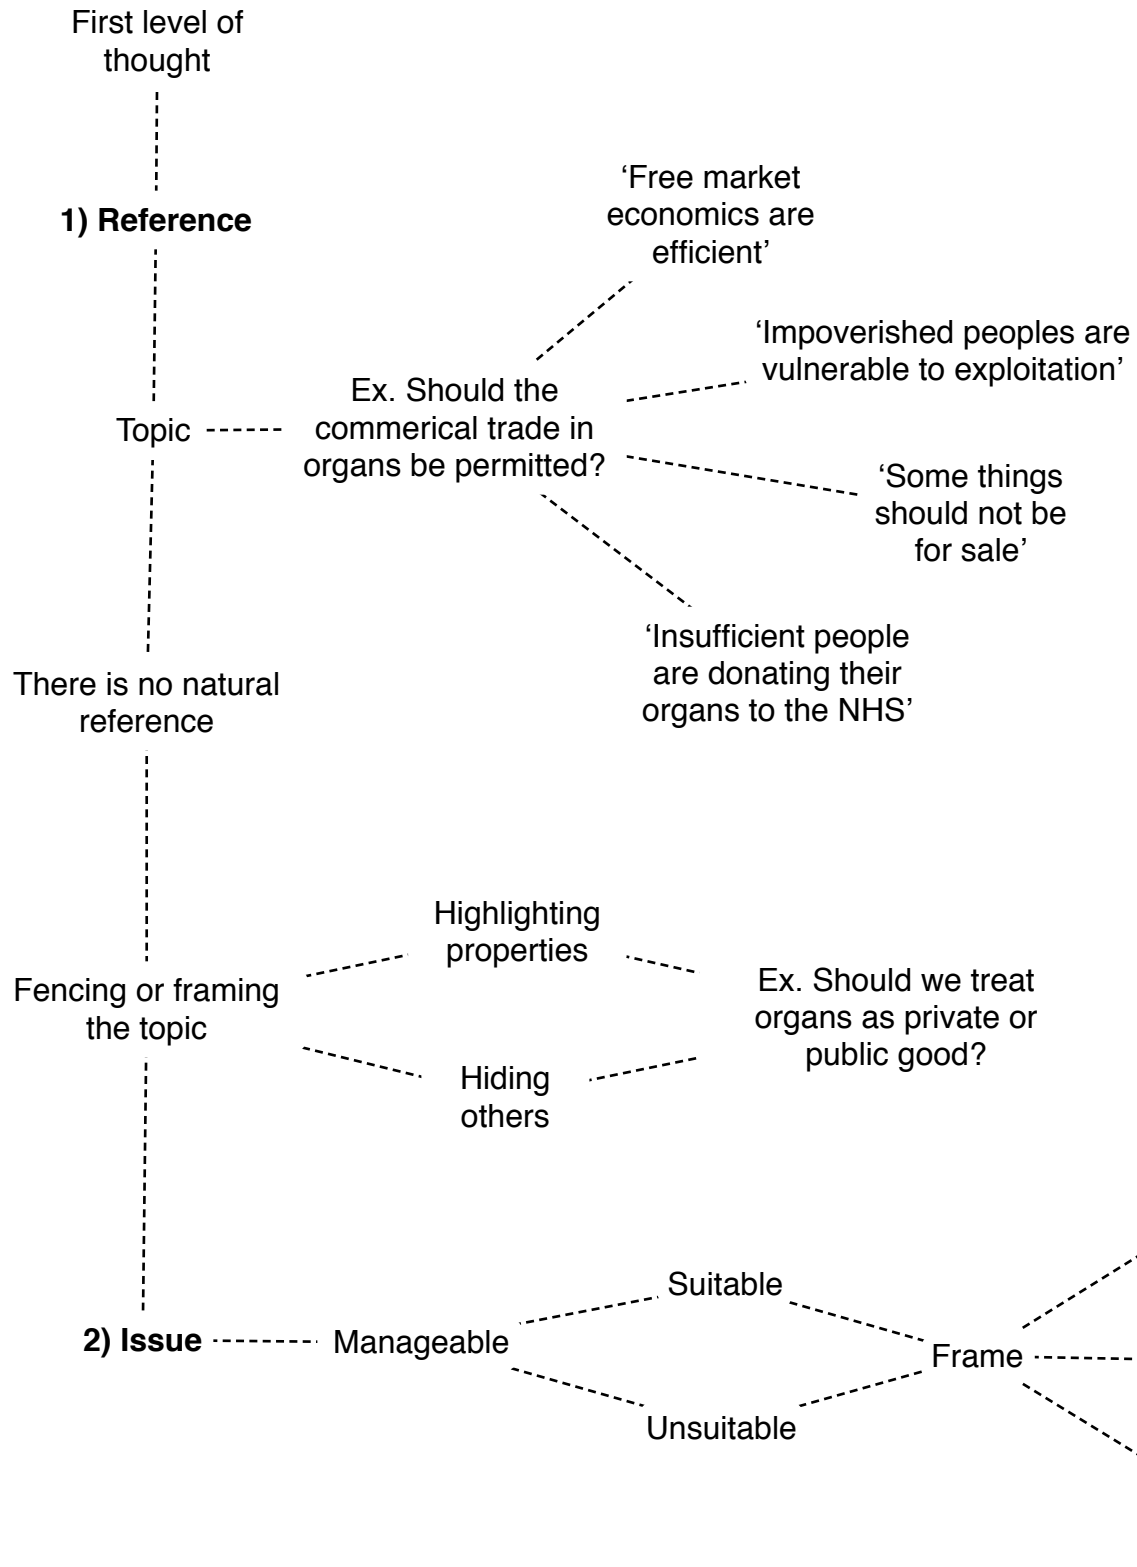 First level of
thought
1) Reference
‘Free market
economics are
efficient’
‘Impoverished peoples are
vulnerable to exploitation’
Topic
Ex. Should the
commerical trade in
organs be permitted?
‘Some things
should not be
for sale’
‘Insufficient people
are donating their
organs to the NHS’
There is no natural
reference
Highlighting
properties
Fencing or framing
the topic
Ex. Should we treat
organs as private or
public good?
Hiding
others
2) Issue
Manageable
Suitable
Unsuitable
Frame